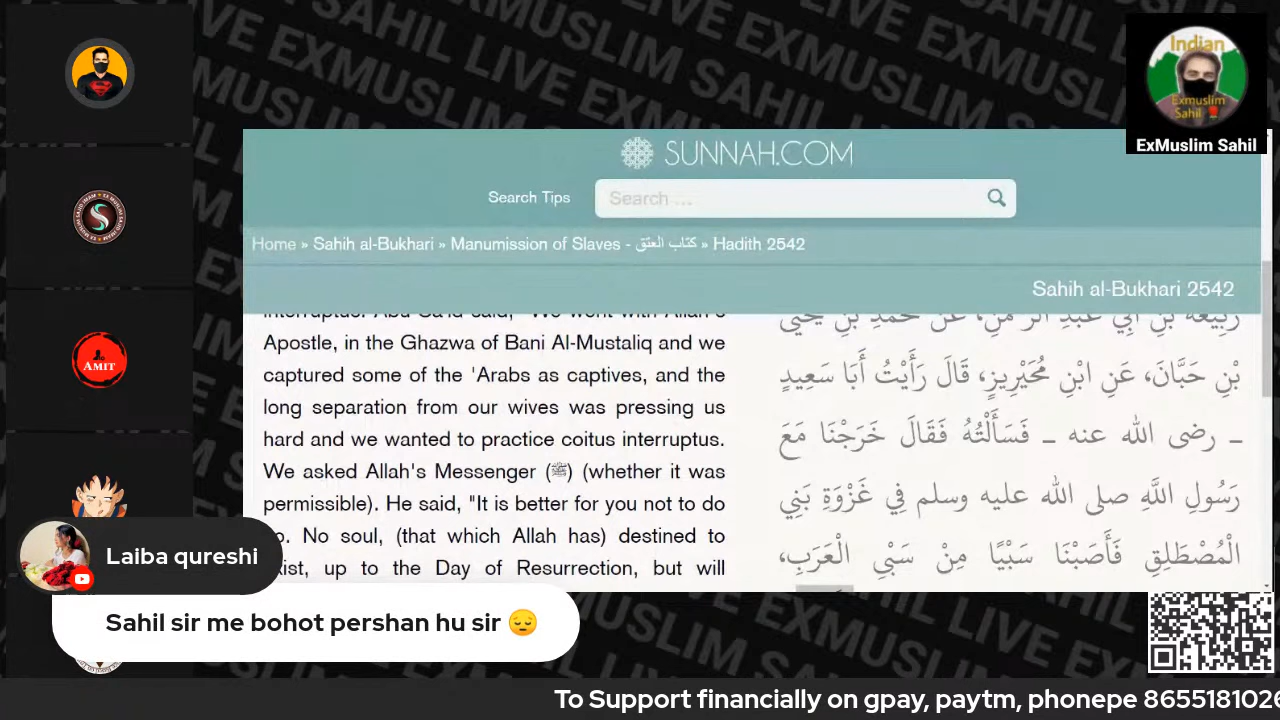 Indian
Exmuslim
Sahil
ExMuslim Sahil
SUNNAH.COM
Search Tips
Search ...
Home » Sahih al-Bukhari » Manumission of Slaves - كتاب العتق » Hadith 2542
Sahih al-Bukhari 2542
Apostle, in the Ghazwa of Bani Al-Mustaliq and we
captured some of the 'Arabs as captives, and the
long separation from our wives was pressing us
hard and we wanted to practice coitus interruptus.
We asked Allah's Messenger (ﷺ) (whether it was
permissible). He said, "It is better for you not to do
No soul, (that which Allah has) destined to
up to the Day of Resurrection, but will
بْنِ حَبَّانَ، عَنِ ابْنِ مُحَيْرِيزٍ، قَالَ رَأَيْتُ أَبَا سَعِيدٍ
ـ رضى الله عنه ـ فَسَأَلْتُهُ فَقَالَ خَرَجْنَا مَعَ
رَسُولِ اللَّهِ صلى الله عليه وسلم فِي غَزْوَةِ بَنِي
الْمُصْطَلِقِ فَأَصَبْنَا سَبْيًا مِنْ سَبْىِ الْعَرَبِ،
AMIT
Laiba qureshi
Sahil sir me bohot pershan hu sir 😔
To Support financially on gpay, paytm, phonepe 8655181026